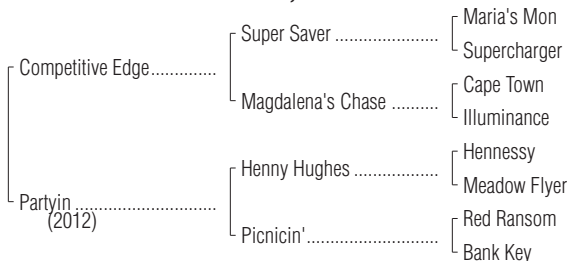 Maria's Mon
Super Saver ....................
Supercharger
Competitive Edge.............
Cape Town
Magdalena's Chase ..........
Illuminance
Hennessy
Henny Hughes .................
Meadow Flyer
Partyin ............................
(2012)
Red Ransom
Picnicin'..........................
Bank Key